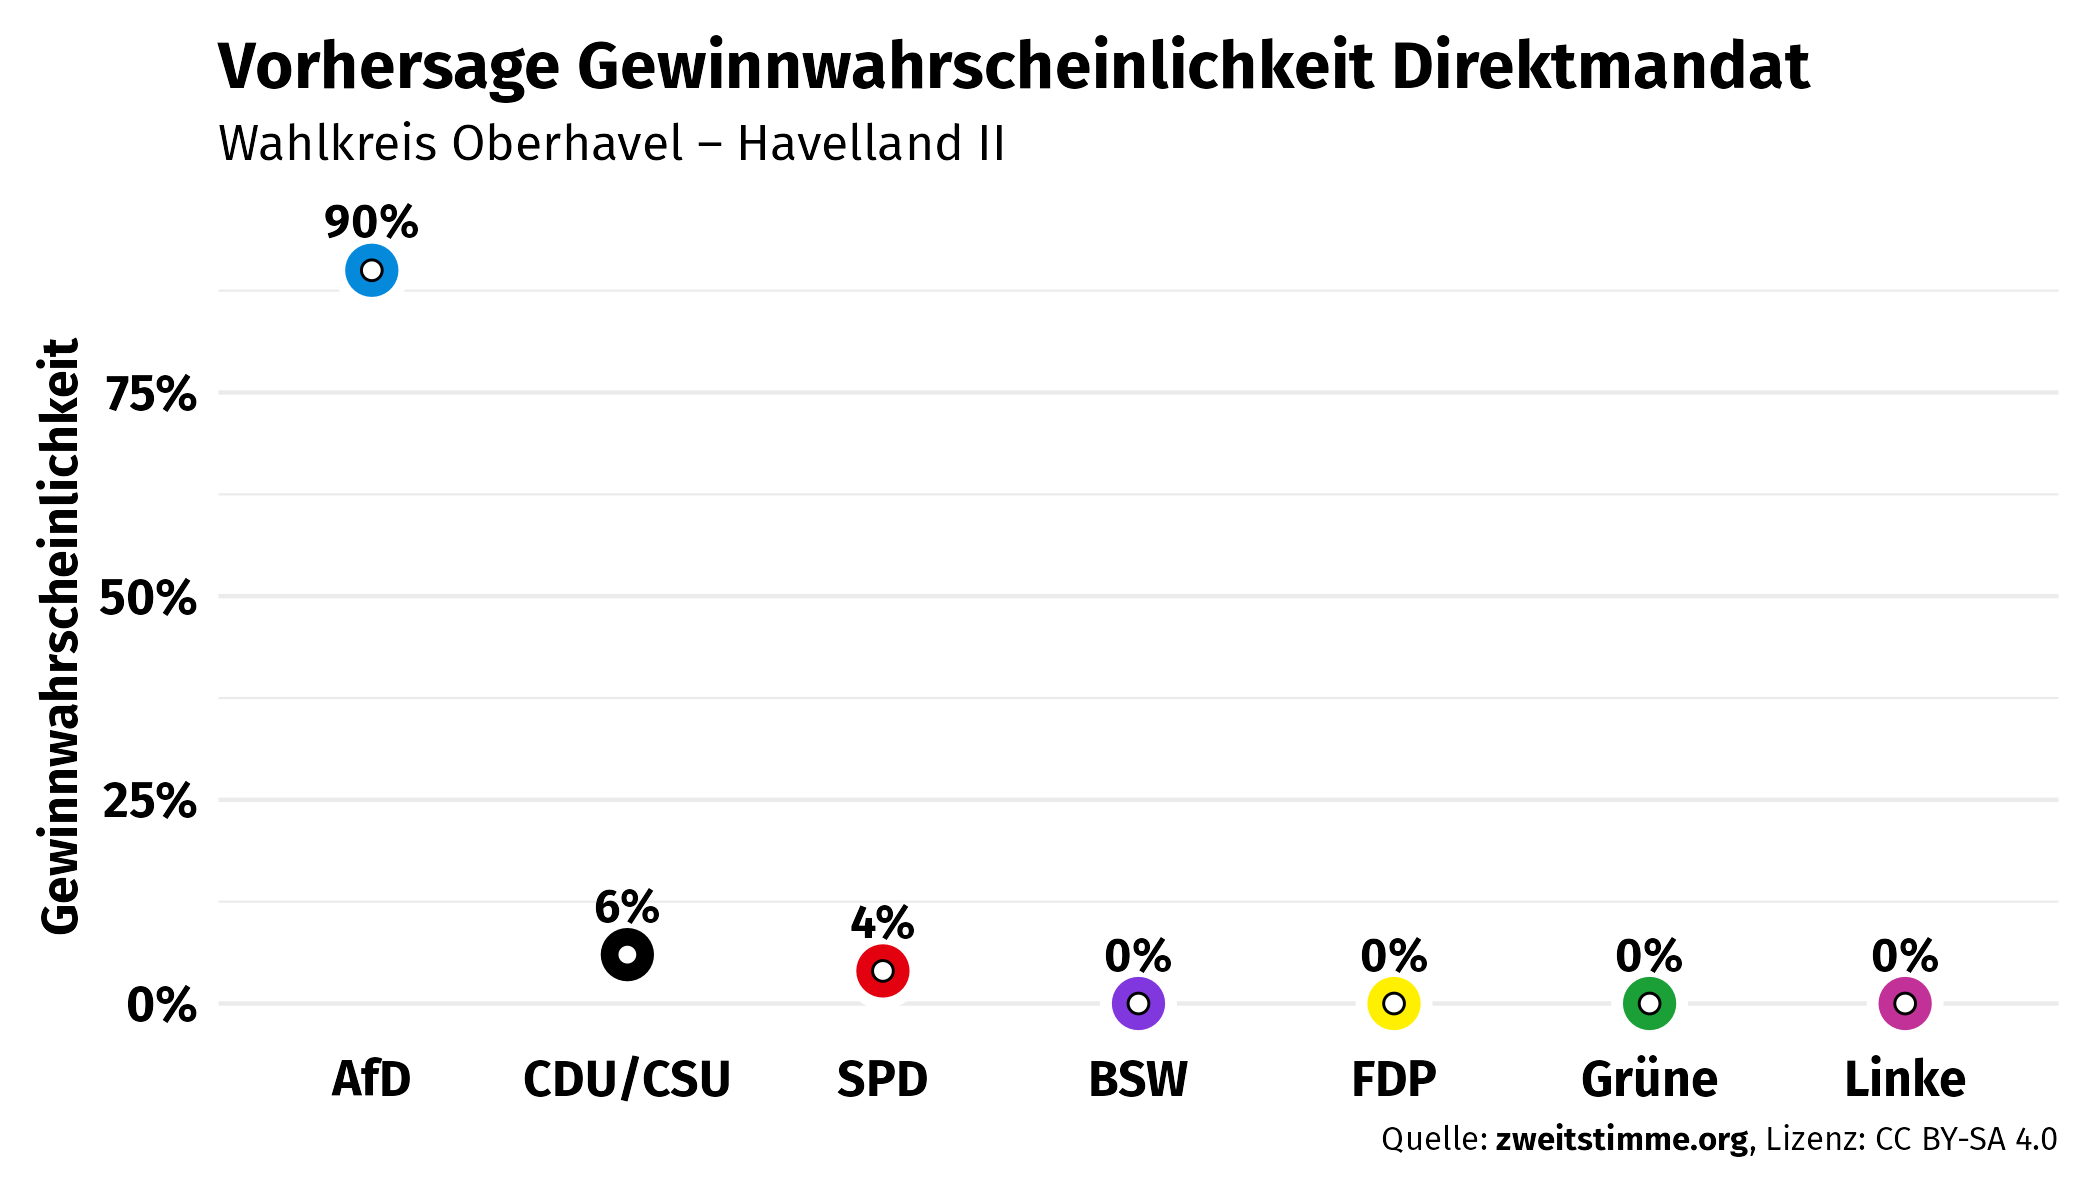 Vorhersage Gewinnwahrscheinlichkeit Direktmandat
Wahlkreis Oberhavel – Havelland II
Gewinnwahrscheinlichkeit
75%
50%
25%
0%
90%
6%
4%
0%
0%
0%
0%
AfD
CDU/CSU
SPD
BSW
FDP
Grüne
Linke
Quelle: zweitstimme.org, Lizenz: CC BY-SA 4.0